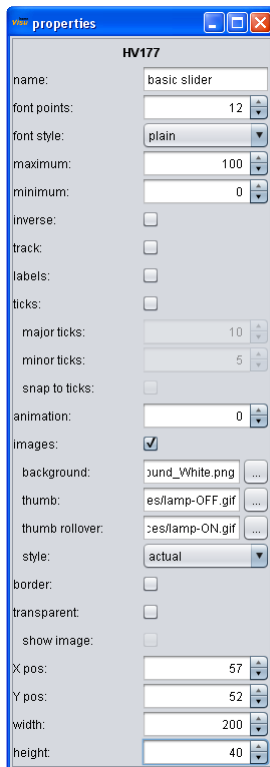 Vise properties
HV177
name: basic slider
font points: 12
font style: plain
maximum: 100
minimum: 0
inverse:
track:
labels:
ticks:
major ticks: 10
minor ticks: 5
snap to ticks:
animation: 0
images:
background: ound_White.png ...
thumb: es/lamp-OFF.gif ...
thumb rollover: ces/lamp-ON.gif ...
style: actual
border:
transparent:
show image:
X pos: 57
Y pos: 52
width: 200
height: 40